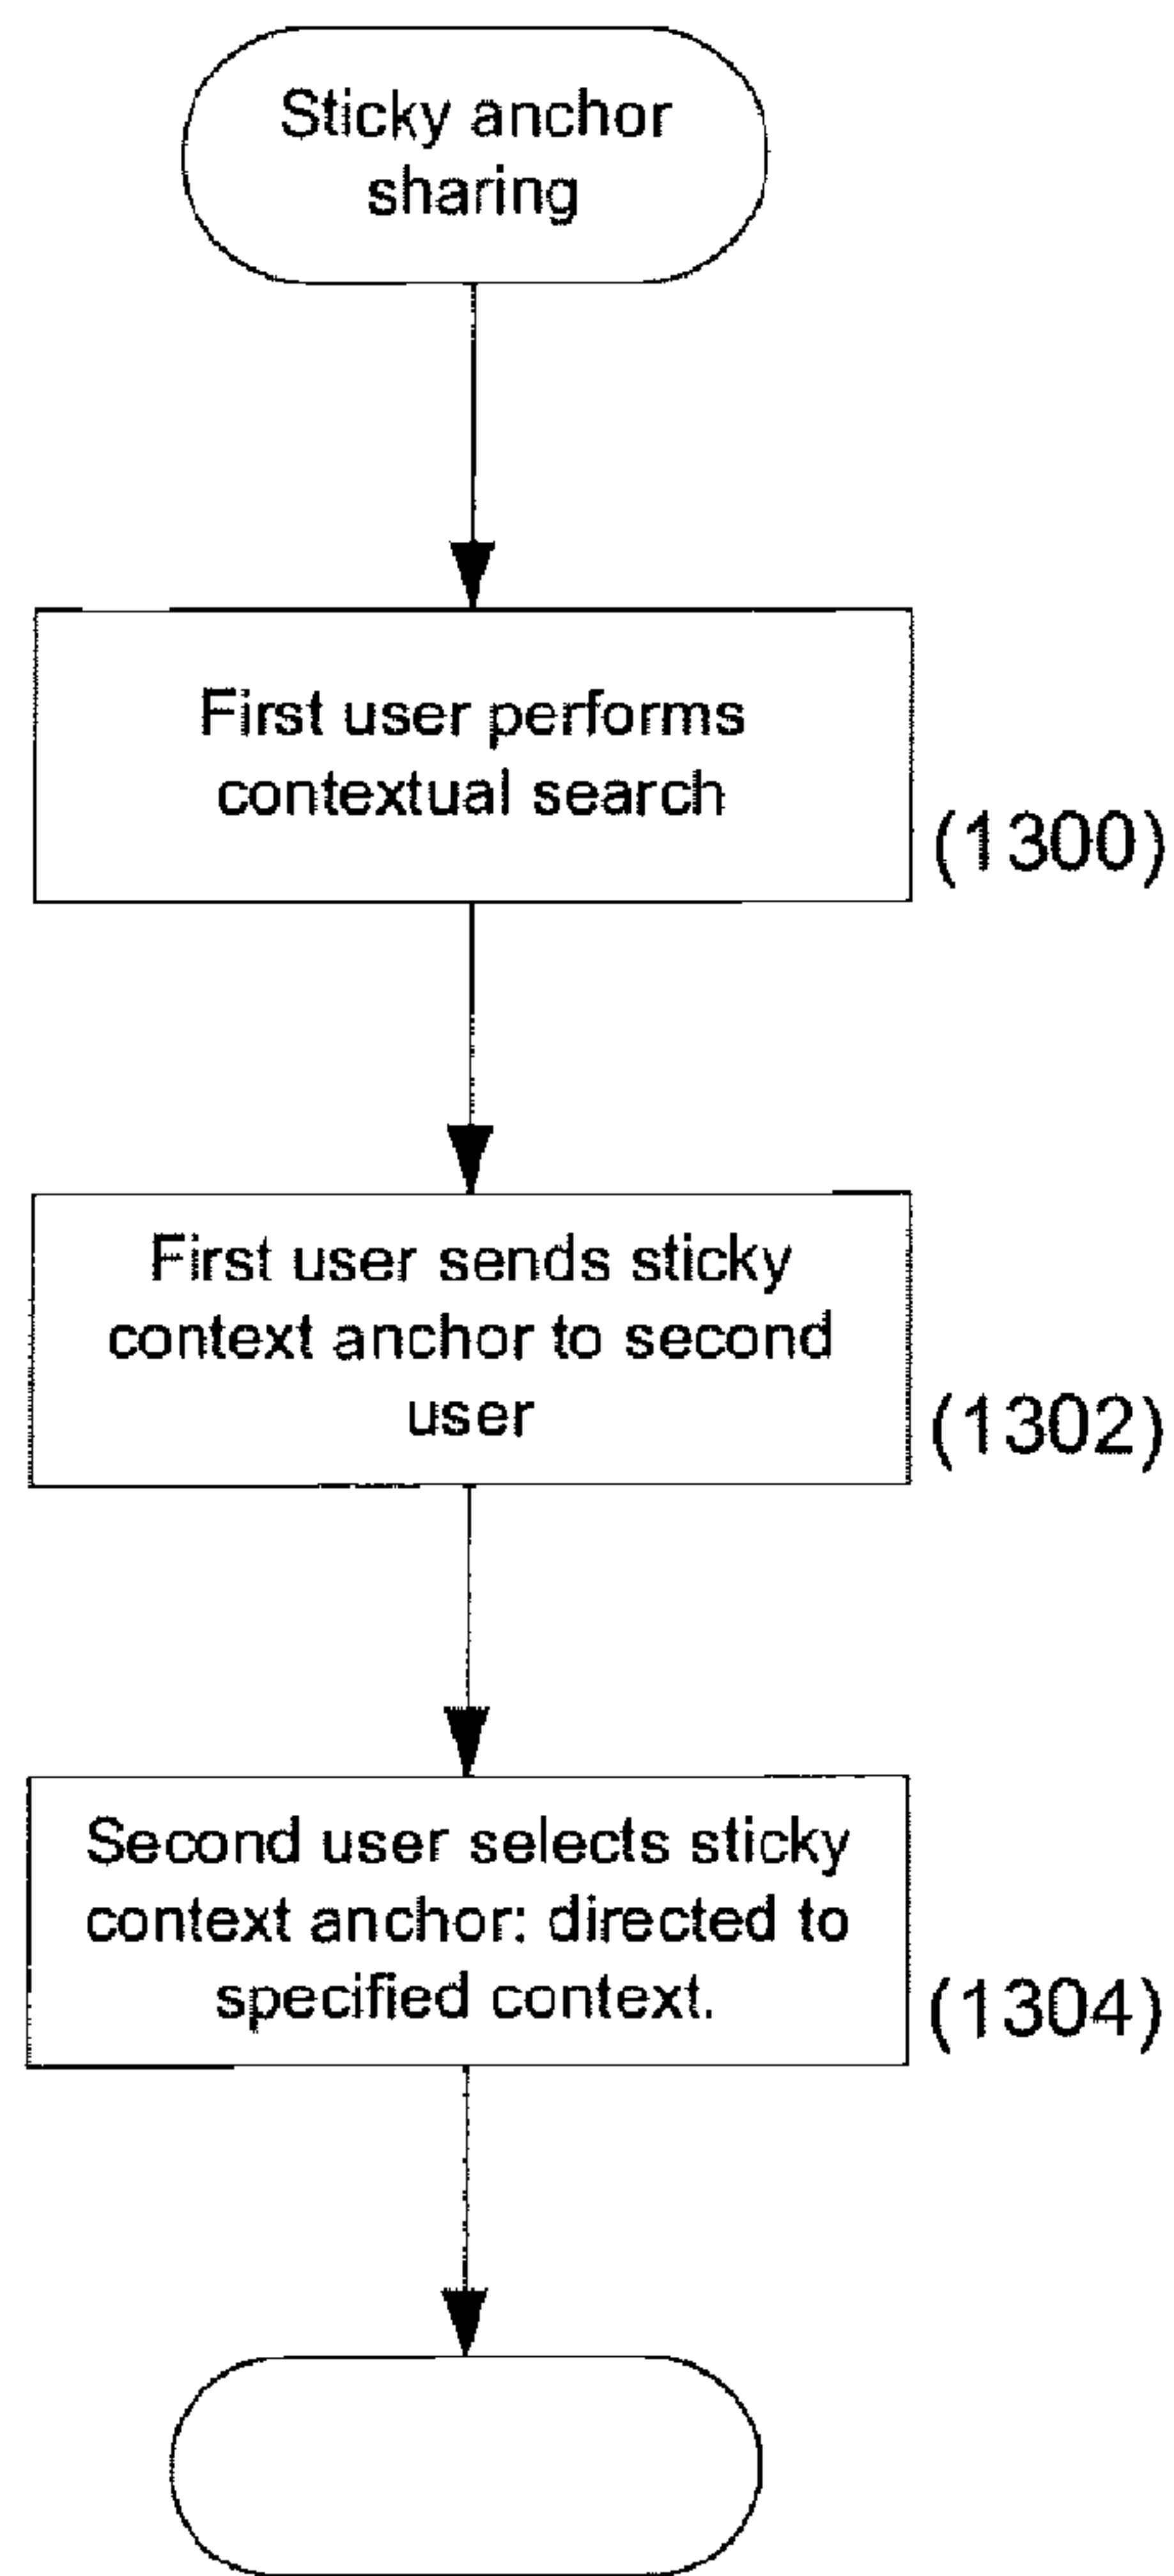 Sticky anchor
sharing
First user performs
contextual search
(1300)
First user sends sticky
context anchor to second
user
(1302)
Second user selects sticky
context anchor: directed to
specified context.
(1304)